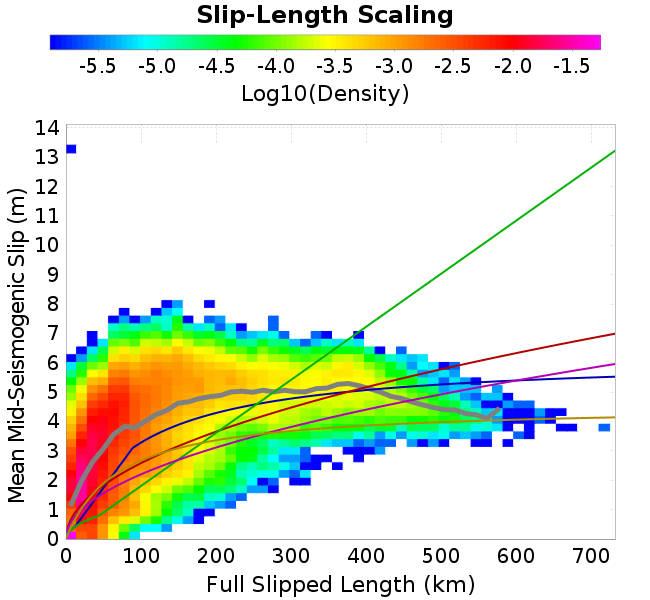 Slip-Length Scaling
-5.5 -5.0 -4.5 -4.0 -3.5 -3.0 -2.5 -2.0 -1.5
Log10(Density)
14
13
12
11
10
9
8
7
6
5
4
3
2
1
0
Mean Mid-Seismogenic Slip (m)
0 100 200 300 400 500 600 700
Full Slipped Length (km)